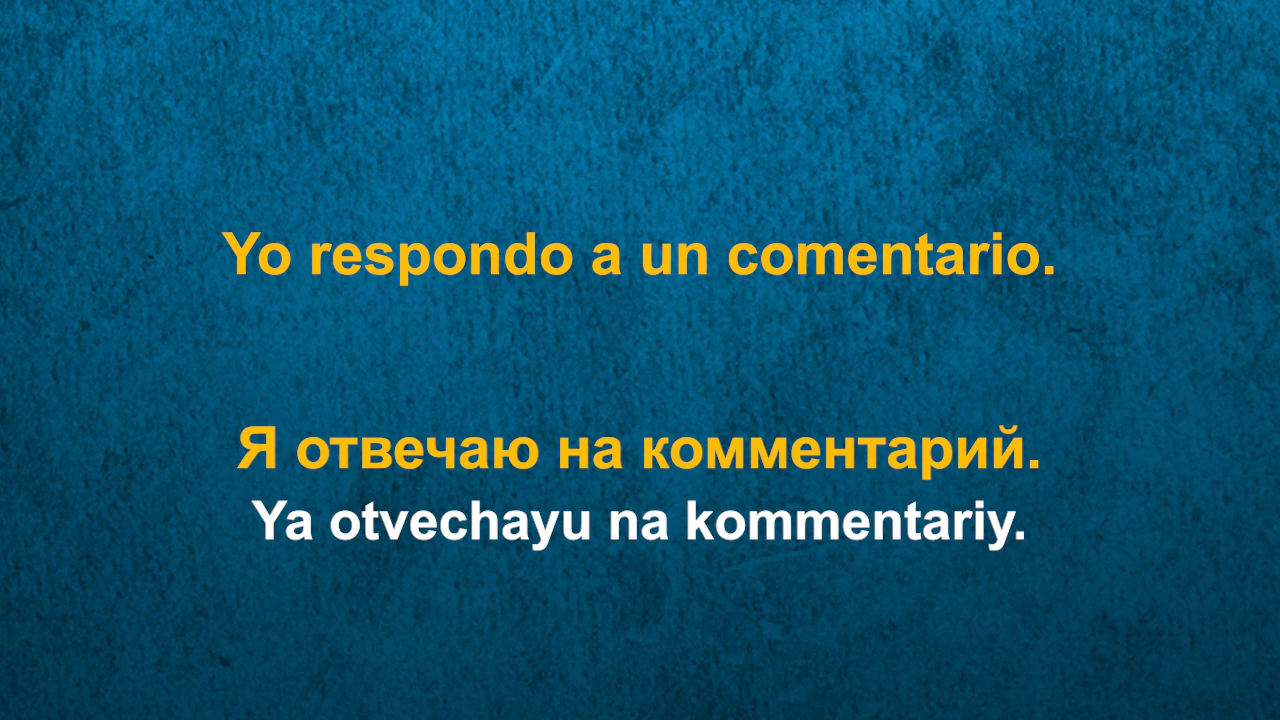 Yo respondo a un comentario.
Я отвечаю на комментарий.
Ya otvechayu na kommentariy.